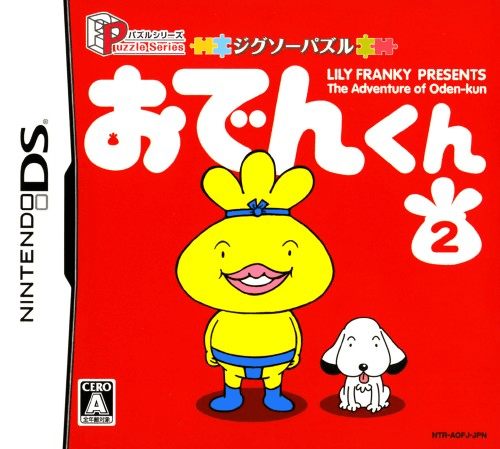 パズルシリーズ
Puzzle Series
ジグソーパズル
LILY FRANKY PRESENTS
The Adventure of Oden-kun
おでんくん
2
NINTENDO DS
CERO
A
全年齢対象
NTR-AOFJ-JPN